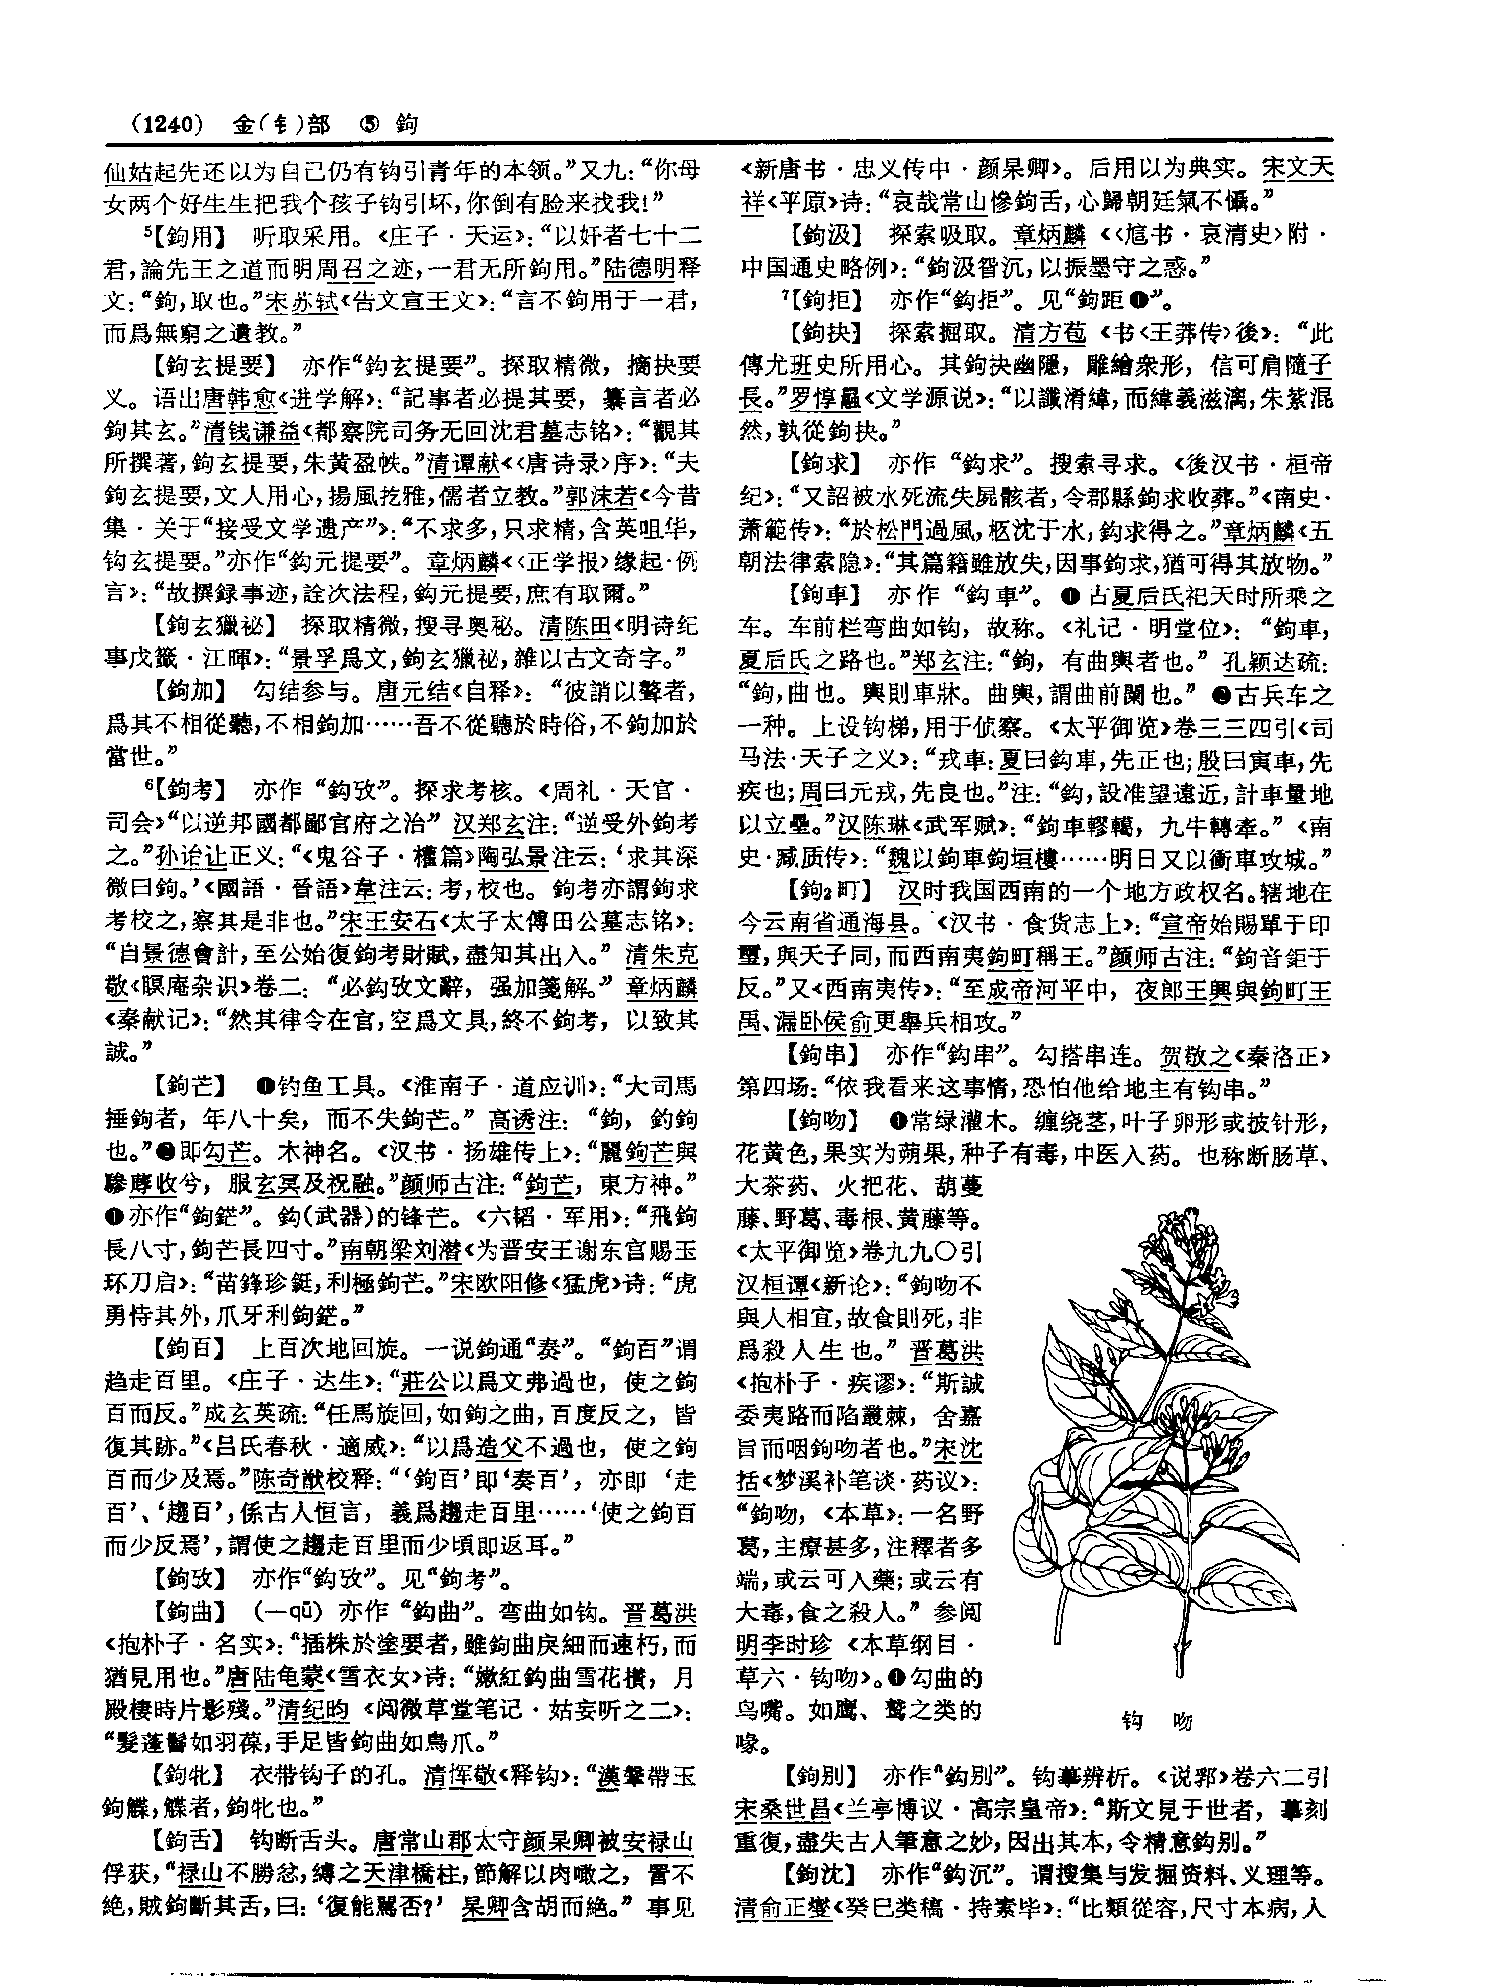 (1240) 金(钅)部 ⑤ 鉤
仙姑起先还以为自己仍有钩引青年的本领。”又九：“你母
女两个好生生把我个孩子钩引坏，你倒有脸来找我！”
5【鉤用】 听取采用。《庄子·天运》：“以奸者七十二
君，論先王之道而明周召之迹，一君无所鉤用。”陆德明释
文：“鉤，取也。”宋苏轼《告文宣王文》：“言不鉤用于一君，
而爲無窮之遺教。”
【鉤玄提要】 亦作“鈎玄提要”。探取精微，摘抉要
义。语出唐韩愈《进学解》：“記事者必提其要，纂言者必
鉤其玄。”清钱谦益《都察院司务无回沈君墓志铭》：“觀其
所撰著，鉤玄提要，朱黄盈帙。”清谭献《〈唐诗录〉序》：“夫
鉤玄提要，文人用心，揚風扢雅，儒者立教。”郭沫若《今昔
集·关于“接受文学遗产”》：“不求多，只求精，含英咀华，
钩玄提要。”亦作“鈎元提要”。章炳麟《〈正学报〉缘起·例
言》：“故撰録事迹，詮次法程，鈎元提要，庶有取爾。”
【鉤玄獵祕】 探取精微，搜寻奥秘。清陈田《明诗纪
事戊籤·江暉》：“景孚爲文，鉤玄獵祕，雜以古文奇字。”
【鉤加】 勾结参与。唐元结《自释》：“彼誚以聱者，
爲其不相從聽，不相鉤加……吾不從聽於時俗，不鉤加於
當世。”
6【鉤考】 亦作“鈎攷”。探求考核。《周礼·天官·
司会》“以逆邦國都鄙官府之治” 汉郑玄注：“逆受外鉤考
之。”孙诒让正义：“《鬼谷子·權篇》陶弘景注云：‘求其深
微曰鉤。’《國語·晉語》韋注云：考，校也。鉤考亦謂鉤求
考校之，察其是非也。”宋王安石《太子太傅田公墓志铭》：
“自景德會計，至公始復鉤考財賦，盡知其出入。” 清朱克
敬《暝庵杂识》卷二：“必鈎攷文辭，强加箋解。” 章炳麟
《秦献记》：“然其律令在官，空爲文具，終不鉤考，以致其
誠。”
【鉤芒】 ❶钓鱼工具。《淮南子·道应训》：“大司馬
捶鉤者，年八十矣，而不失鉤芒。” 高诱注：“鉤，釣鉤
也。”❷即勾芒。木神名。《汉书·扬雄传上》：“麗鉤芒與
驂蓐收兮，服玄冥及祝融。”颜师古注：“鉤芒，東方神。”
❶亦作“鉤鋩”。鈎(武器)的锋芒。《六韬·军用》：“飛鉤
長八寸，鉤芒長四寸。”南朝梁刘潜《为晋安王谢东宫赐玉
环刀启》：“苗鋒珍鋌，利極鉤芒。”宋欧阳修《猛虎》诗：“虎
勇恃其外，爪牙利鉤鋩。”
【鉤百】 上百次地回旋。一说鉤通“奏”。“鉤百”谓
趋走百里。《庄子·达生》：“莊公以爲文弗過也，使之鉤
百而反。”成玄英疏：“任馬旋回，如鉤之曲，百度反之，皆
復其跡。”《吕氏春秋·適威》：“以爲造父不過也，使之鉤
百而少及焉。”陈奇猷校释：“‘鉤百’即‘奏百’，亦即‘走
百’、‘趨百’，係古人恒言，義爲趨走百里……‘使之鉤百
而少反焉’，謂使之趨走百里而少頃即返耳。”
【鉤攷】 亦作“鈎攷”。见“鉤考”。
【鉤曲】 (—qū) 亦作“鈎曲”。弯曲如钩。晋葛洪
《抱朴子·名实》：“插株於塗要者，雖鉤曲戾細而速朽，而
猶見用也。”唐陆龟蒙《雪衣女》诗：“嫩紅鈎曲雪花攢，月
殿棲時片影殘。”清纪昀《阅微草堂笔记·姑妄听之二》：
“髮蓬鬙如羽葆，手足皆鉤曲如鳥爪。”
【鉤牝】 衣带钩子的孔。清恽敬《释钩》：“漢鞶帶玉
鉤䚢，䚢者，鉤牝也。”
【鉤舌】 钩断舌头。唐常山郡太守颜杲卿被安禄山
俘获，“禄山不勝忿，縛之天津橋柱，節解以肉噉之，詈不
絶，賊鉤斷其舌，曰：‘復能罵否？’ 杲卿含胡而絶。” 事见
《新唐书·忠义传中·颜杲卿》。后用以为典实。宋文天
祥《平原》诗：“哀哉常山慘鉤舌，心歸朝廷氣不懾。”
【鉤汲】 探索吸取。章炳麟《〈訄书·哀清史〉附·
中国通史略例》：“鉤汲眢沉，以振墨守之惑。”
7【鉤拒】 亦作“鈎拒”。见“鉤距❶”。
【鉤抉】 探索掘取。清方苞《书〈王莽传〉後》：“此
傳尤班史所用心。其鉤抉幽隱，雕繪衆形，信可肩隨子
長。”罗惇曧《文学源说》：“以讖淆緯，而緯義滋漓，朱紫混
然，孰從鉤抉。”
【鉤求】 亦作“鈎求”。搜索寻求。《後汉书·桓帝
纪》：“又詔被水死流失屍骸者，令郡縣鉤求收葬。”《南史·
萧範传》：“於松門過風，柩沈于水，鈎求得之。”章炳麟《五
朝法律索隐》：“其篇籍雖放失，因事鉤求，猶可得其放物。”
【鉤車】 亦作“鈎車”。❶古夏后氏祀天时所乘之
车。车前栏弯曲如钩，故称。《礼记·明堂位》：“鉤車，
夏后氏之路也。”郑玄注：“鉤，有曲輿者也。” 孔颖达疏：
“鉤，曲也。輿則車牀。曲輿，謂曲前闌也。” ❷古兵车之
一种。上设钩梯，用于侦察。《太平御览》卷三三四引《司
马法·天子之义》：“戎車：夏曰鈎車，先正也；殷曰寅車，先
疾也；周曰元戎，先良也。”注：“鈎，設准望遠近，計車量地
以立壘。”汉陈琳《武军赋》：“鉤車轇轕，九牛轉牽。”《南
史·臧质传》：“魏以鉤車鉤垣樓……明日又以衝車攻城。”
【鉤2町】 汉时我国西南的一个地方政权名。辖地在
今云南省通海县。《汉书·食货志上》：“宣帝始賜單于印
璽，與天子同，而西南夷鉤町稱王。”颜师古注：“鉤音鉅于
反。”又《西南夷传》：“至成帝河平中，夜郎王興與鉤町王
禹、漏卧侯俞更舉兵相攻。”
【鉤串】 亦作“鈎串”。勾搭串连。贺敬之《秦洛正》
第四场：“依我看来这事情，恐怕他给地主有钩串。”
【鉤吻】 ❶常绿灌木。缠绕茎，叶子卵形或披针形，
花黄色，果实为蒴果，种子有毒，中医入药。也称断肠草、
大茶药、火把花、葫蔓
藤、野葛、毒根、黄藤等。
《太平御览》卷九九〇引
汉桓谭《新论》：“鉤吻不
與人相宜，故食則死，非
爲殺人生也。” 晋葛洪
《抱朴子·疾谬》：“斯誠
委夷路而陷叢棘，舍嘉
旨而咽鉤吻者也。”宋沈
括《梦溪补笔谈·药议》：
“鉤吻，《本草》：一名野
葛，主療甚多，注釋者多
端，或云可入藥；或云有
大毒，食之殺人。” 参阅
明李时珍《本草纲目·
草六·钩吻》。❶勾曲的
鸟嘴。如鹰、鹫之类的
喙。
钩 吻
【鉤别】 亦作“鈎别”。钩摹辨析。《说郛》卷六二引
宋桑世昌《兰亭博议·高宗皇帝》：“斯文見于世者，摹刻
重復，盡失古人筆意之妙，因出其本，令精意鈎别。”
【鉤沈】 亦作“鈎沉”。谓搜集与发掘资料、义理等。
清俞正燮《癸巳类稿·持素毕》：“比類從容，尺寸本病，入